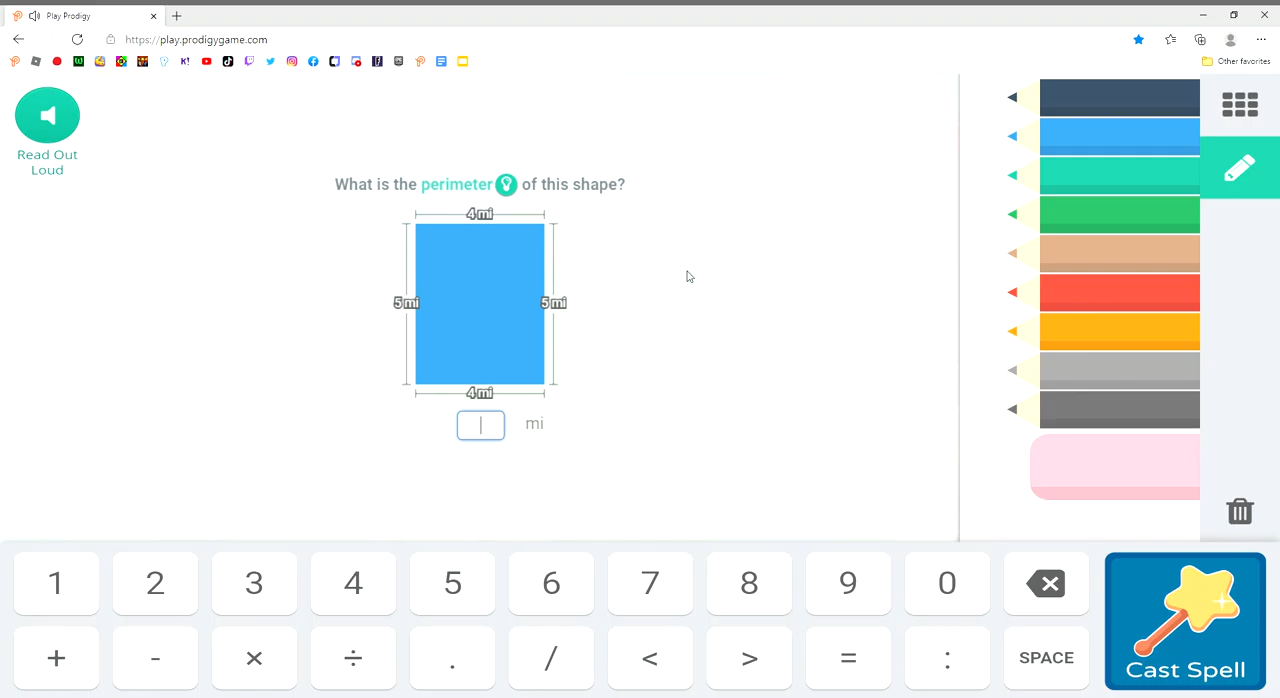 Play Prodigy
https://play.prodigygame.com
K!
Other favorites
Read Out
Loud
What is the perimeter of this shape?
4 mi
5 mi
5 mi
4 mi
mi
1 2 3 4 5 6 7 8 9 0
+ - × ÷ . / < > = : SPACE
Cast Spell